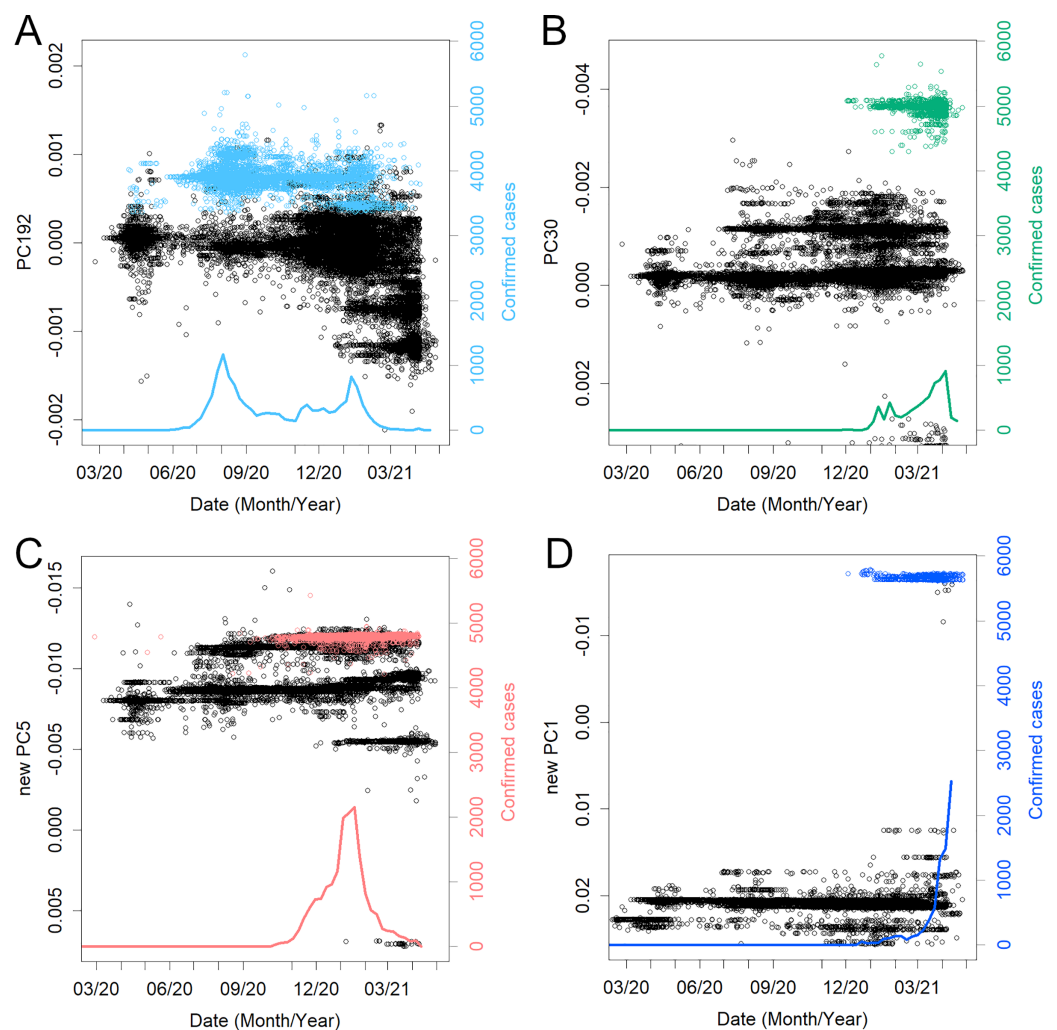 A
B
0.002
0.001
0.000
-0.001
-0.002
PC192
6000
5000
4000
3000
2000
1000
0
Confirmed cases
03/20 06/20 09/20 12/20 03/21
Date (Month/Year)
-0.004
-0.002
0.00
0.002
PC30
6000
5000
4000
3000
2000
1000
0
Confirmed cases
03/20 06/20 09/20 12/20 03/21
Date (Month/Year)
C
D
-0.015
-0.010
-0.005
0.000
0.005
new PC5
6000
5000
4000
3000
2000
1000
0
Confirmed cases
03/20 06/20 09/20 12/20 03/21
Date (Month/Year)
-0.01
0.00
0.01
0.02
new PC1
6000
5000
4000
3000
2000
1000
0
Confirmed cases
03/20 06/20 09/20 12/20 03/21
Date (Month/Year)